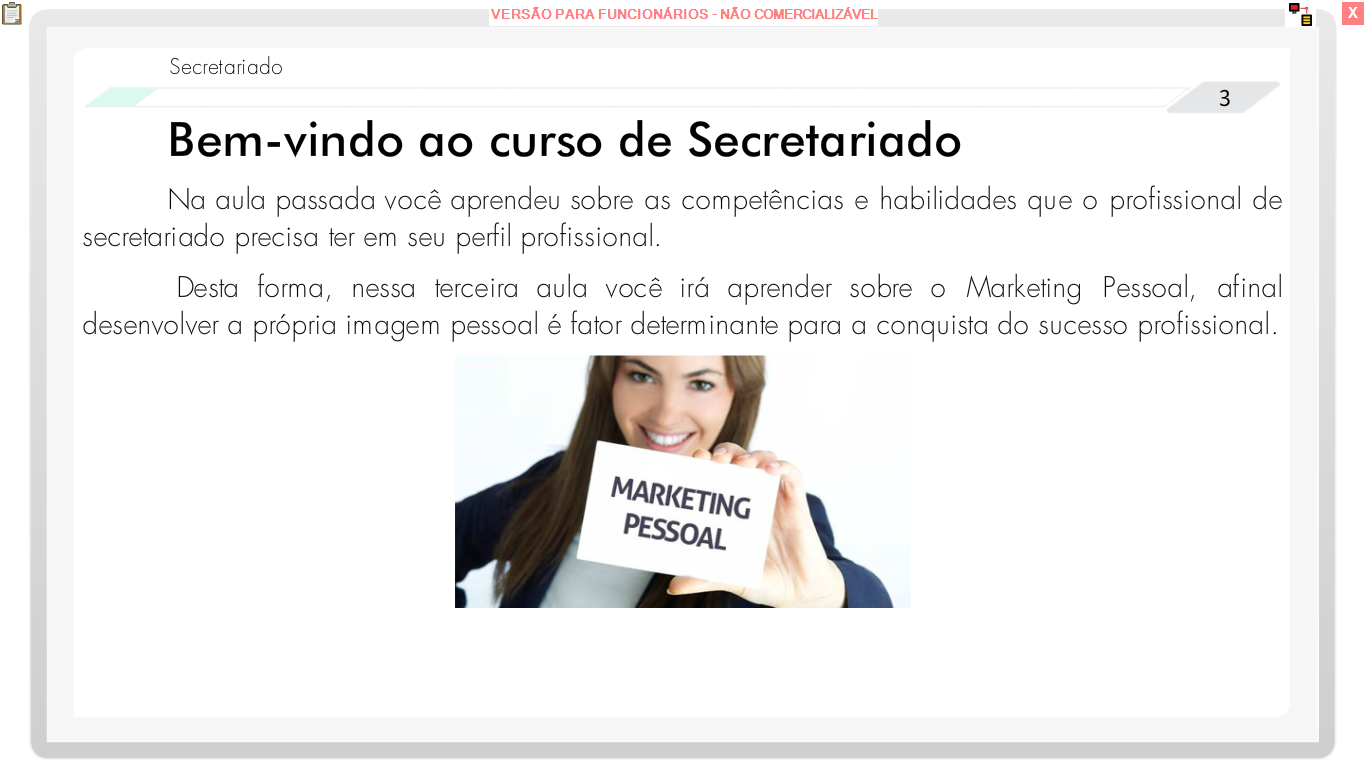 VERSÃO PARA FUNCIONÁRIOS - NÃO COMERCIALIZÁVEL
X
Secretariado
3
Bem-vindo ao curso de Secretariado
Na aula passada você aprendeu sobre as competências e habilidades que o profissional de
secretariado precisa ter em seu perfil profissional.
Desta forma, nessa terceira aula você irá aprender sobre o Marketing Pessoal, afinal
desenvolver a própria imagem pessoal é fator determinante para a conquista do sucesso profissional.
MARKETING
PESSOAL